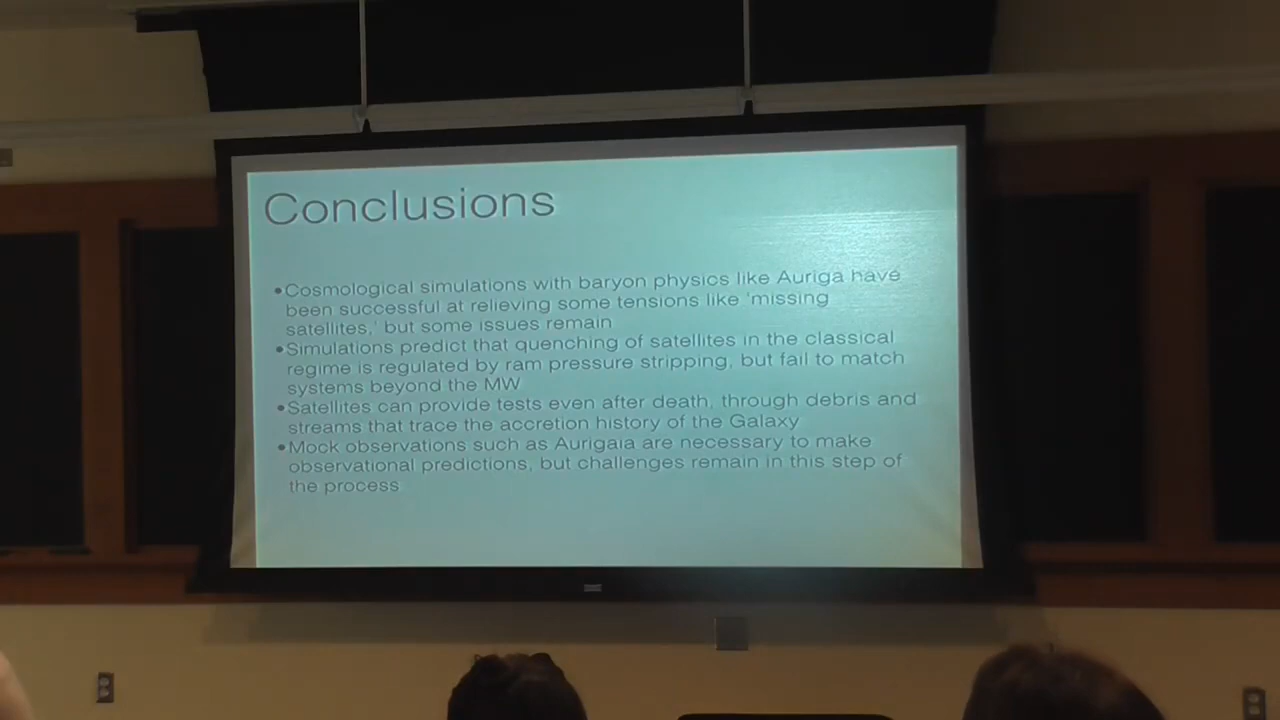 Conclusions
•Cosmological simulations with baryon physics like Auriga have
been successful at relieving some tensions like 'missing
satellites,' but some issues remain
•Simulations predict that quenching of satellites in the classical
regime is regulated by ram pressure stripping, but fail to match
systems beyond the MW
•Satellites can provide tests even after death, through debris and
streams that trace the accretion history of the Galaxy
•Mock observations such as Aurigaia are necessary to make
observational predictions, but challenges remain in this step of
the process